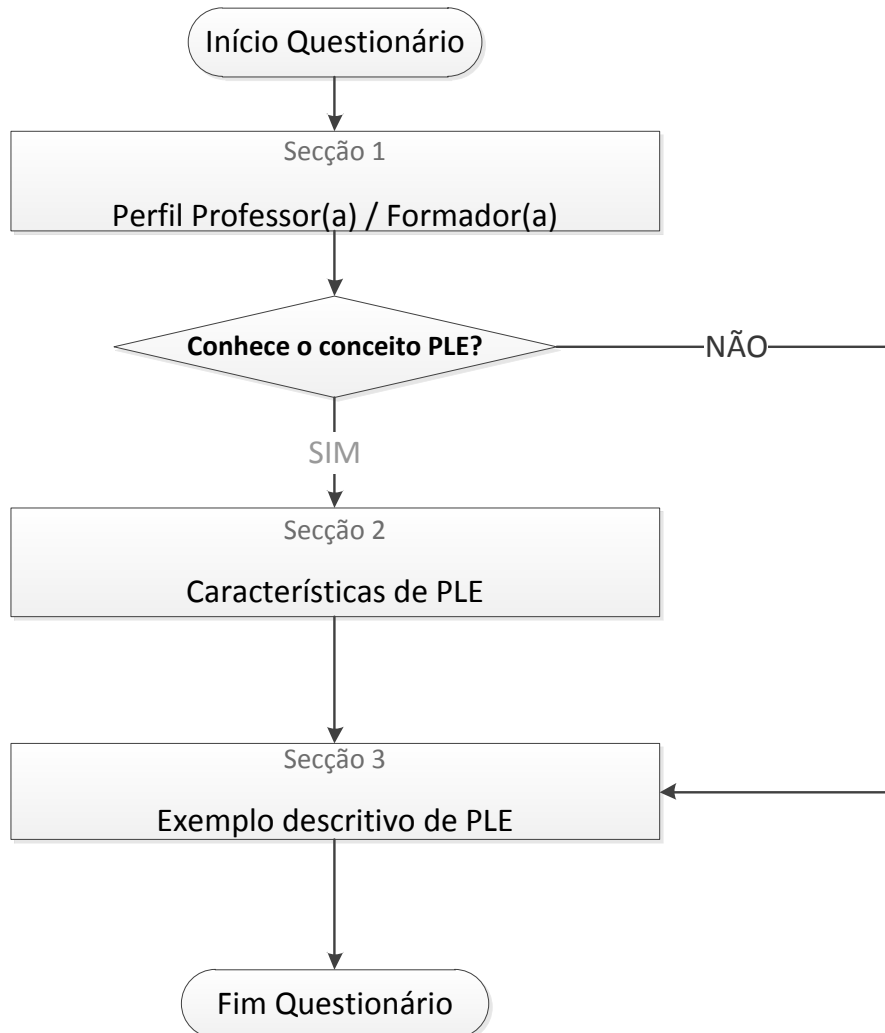 Início Questionário
Secção 1
Perfil Professor(a) / Formador(a)
Conhece o conceito PLE?
NÃO
SIM
Secção 2
Característícas de PLE
Secção 3
Exemplo descritivo de PLE
Fim Questionário